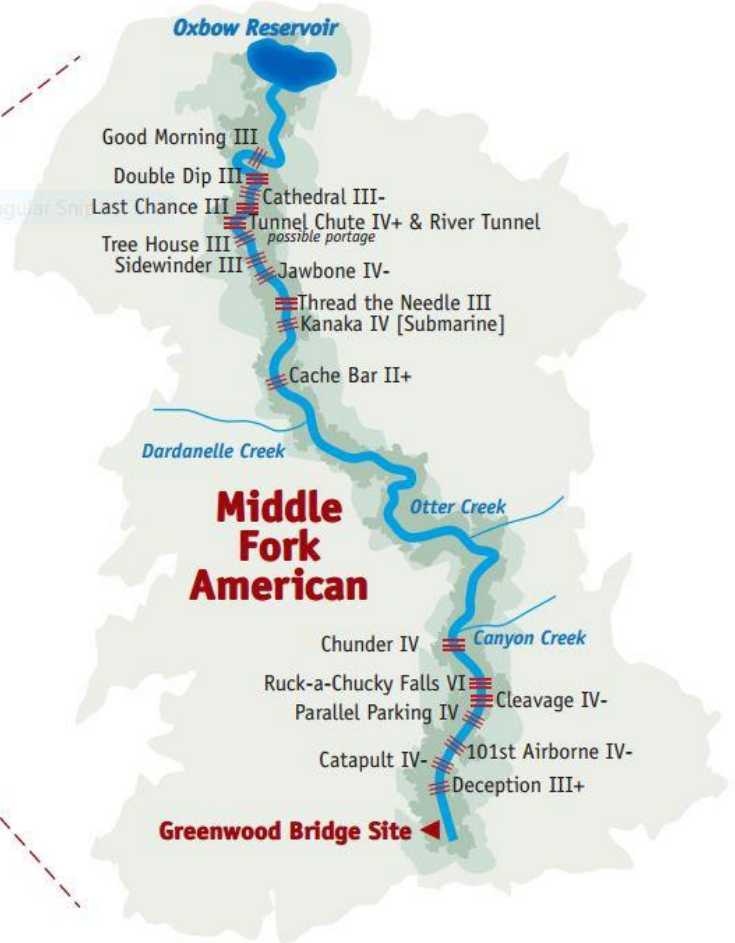 Oxbow Reservoir
Good Morning III
Double Dip III
Cathedral III-
Last Chance III
Tunnel Chute IV+ & River Tunnel
possible portage
Tree House III
Sidewinder III
Jawbone IV-
Thread the Needle III
Kanaka IV [Submarine]
Cache Bar II+
Dardanelle Creek
Middle
Fork
American
Otter Creek
Canyon Creek
Chunder IV
Ruck-a-Chucky Falls VI
Cleavage IV-
Parallel Parking IV
101st Airborne IV-
Catapult IV-
Deception III+
Greenwood Bridge Site